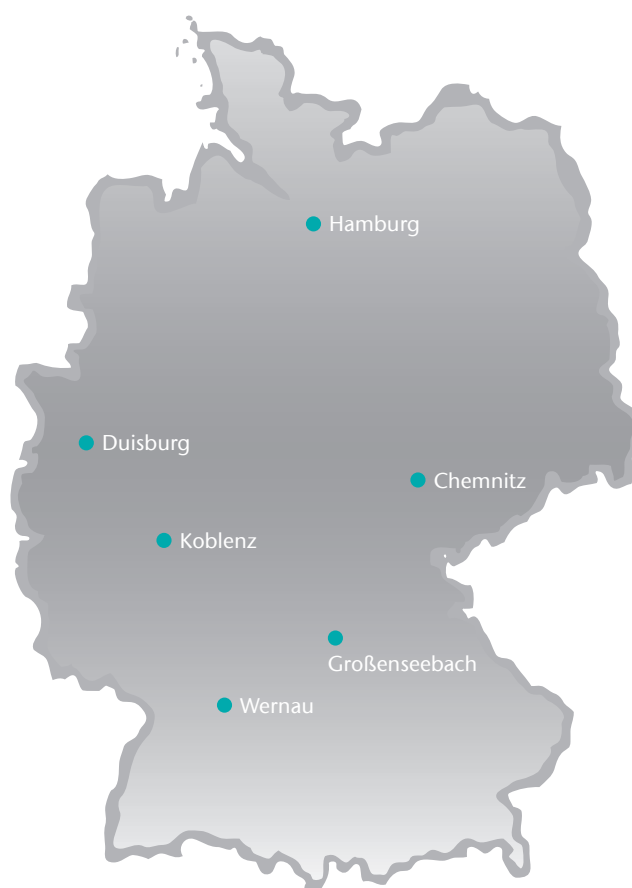 Hamburg
Duisburg
Chemnitz
Koblenz
Großenseebach
Wernau